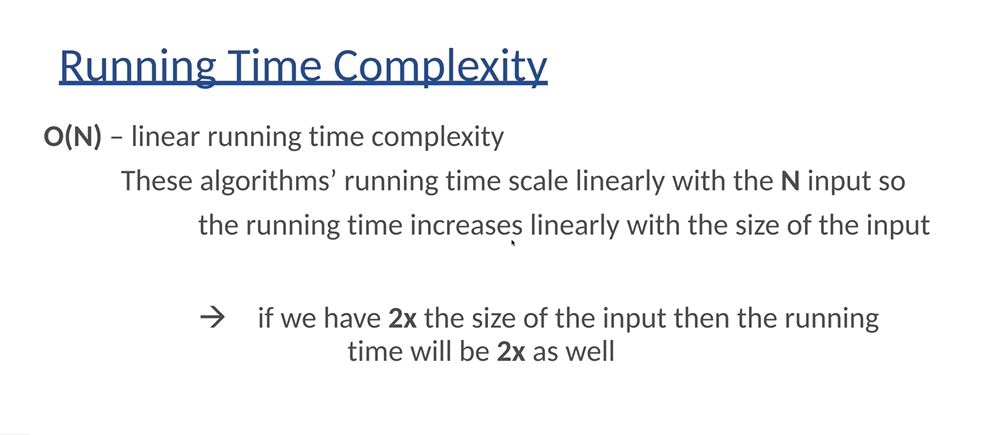 Running Time Complexity
O(N) – linear running time complexity
These algorithms’ running time scale linearly with the N input so
the running time increases linearly with the size of the input
→ if we have 2x the size of the input then the running
time will be 2x as well